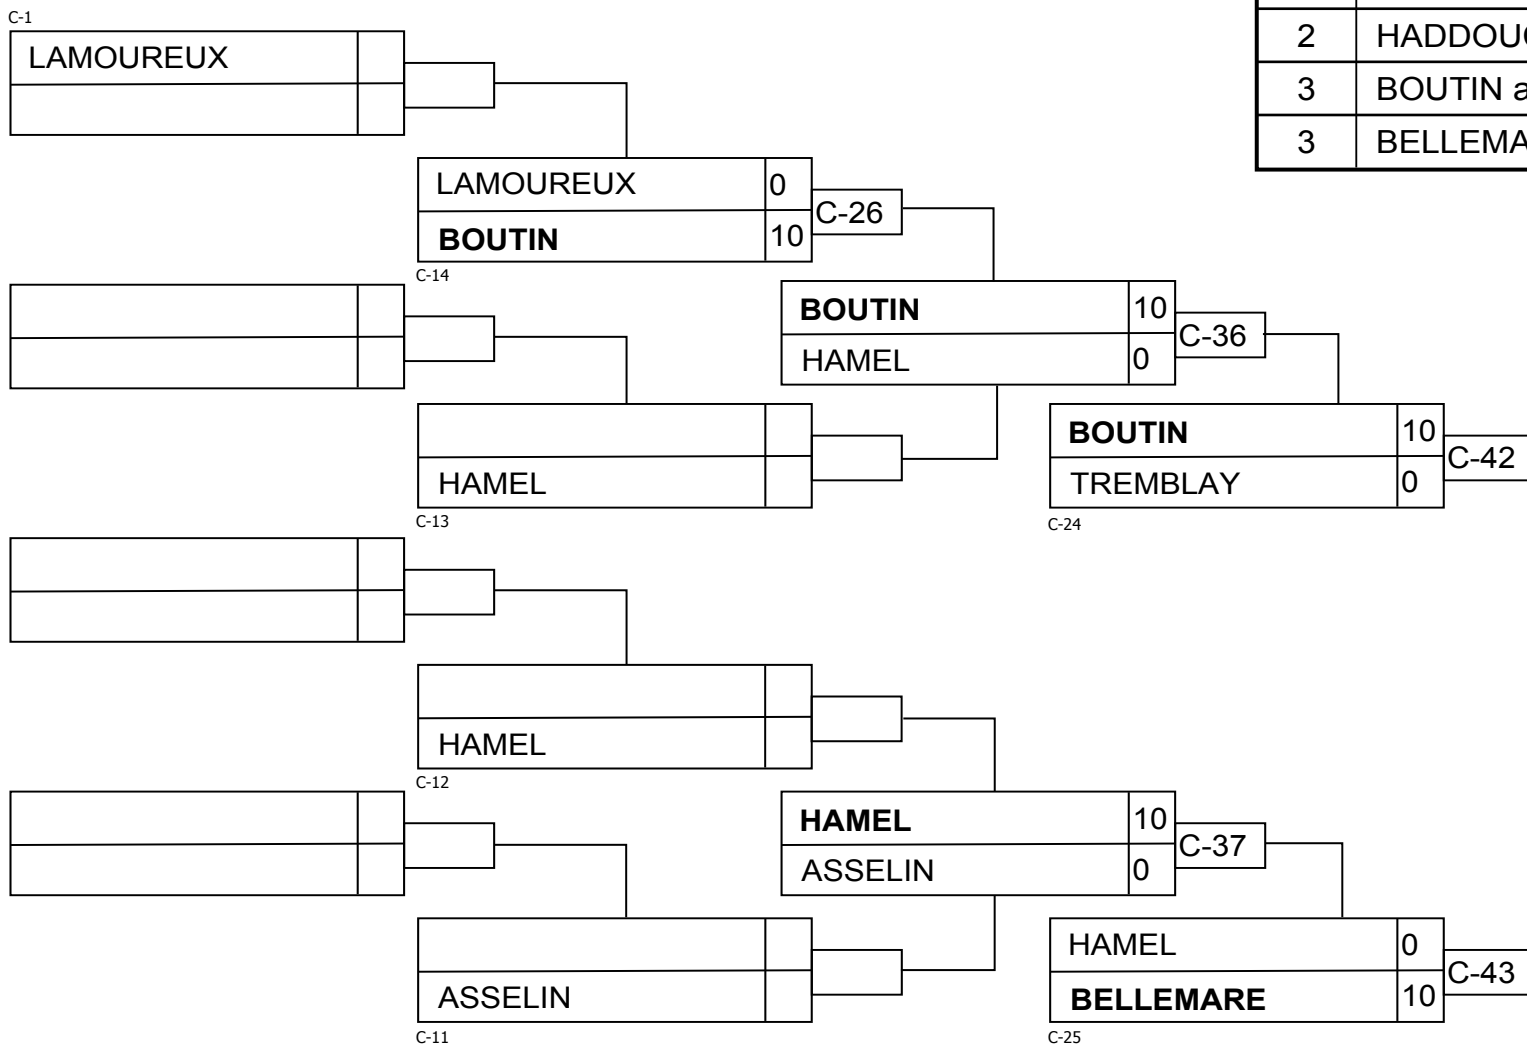 C-1
LAMOUREUX
2
3 BOUTIN
3
LAMOUREUX 0
BOUTIN 10
C-26
C-14
BOUTIN 10
HAMEL 0
C-36
HAMEL
C-13
BOUTIN 10
TREMBLAY 0
C-42
C-24
HAMEL
C-12
HAMEL 10
ASSELIN 0
C-37
ASSELIN
C-11
HAMEL 0
BELLEMARE 10
C-43
C-25